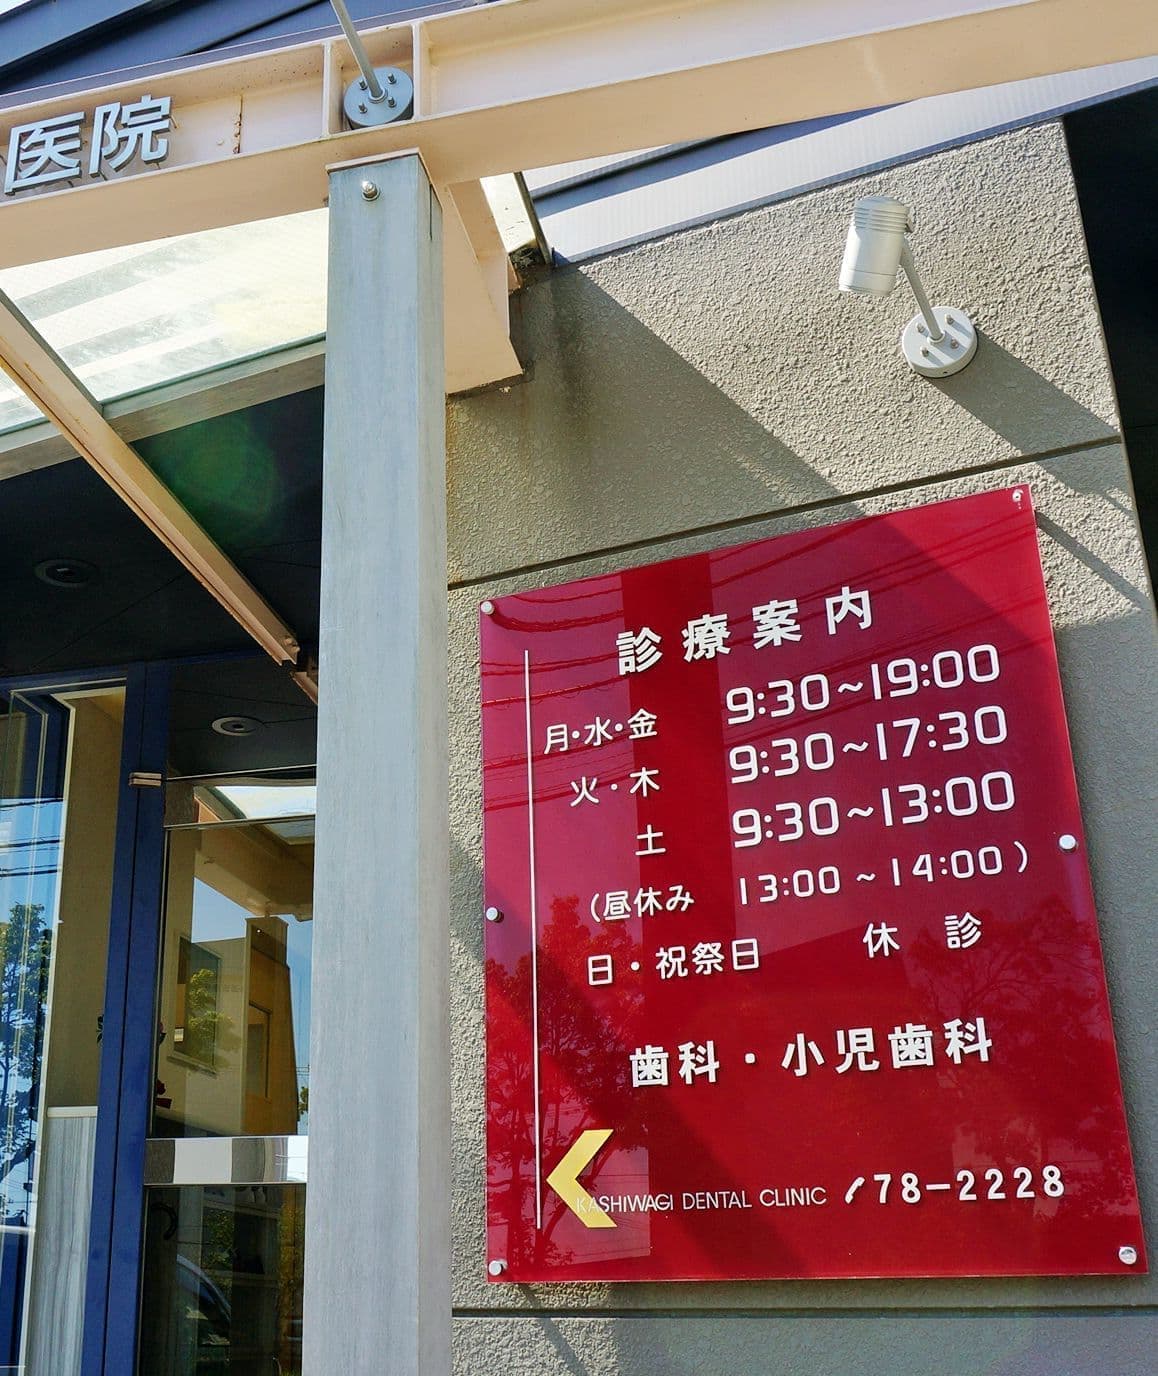 医院
診療案内
月・水・金 9:30~19:00
火・木 9:30~17:30
土 9:30~13:00
(昼休み 13:00~14:00)
日・祝祭日 休 診
歯科・小児歯科
KASHIWAGI DENTAL CLINIC 78-2228